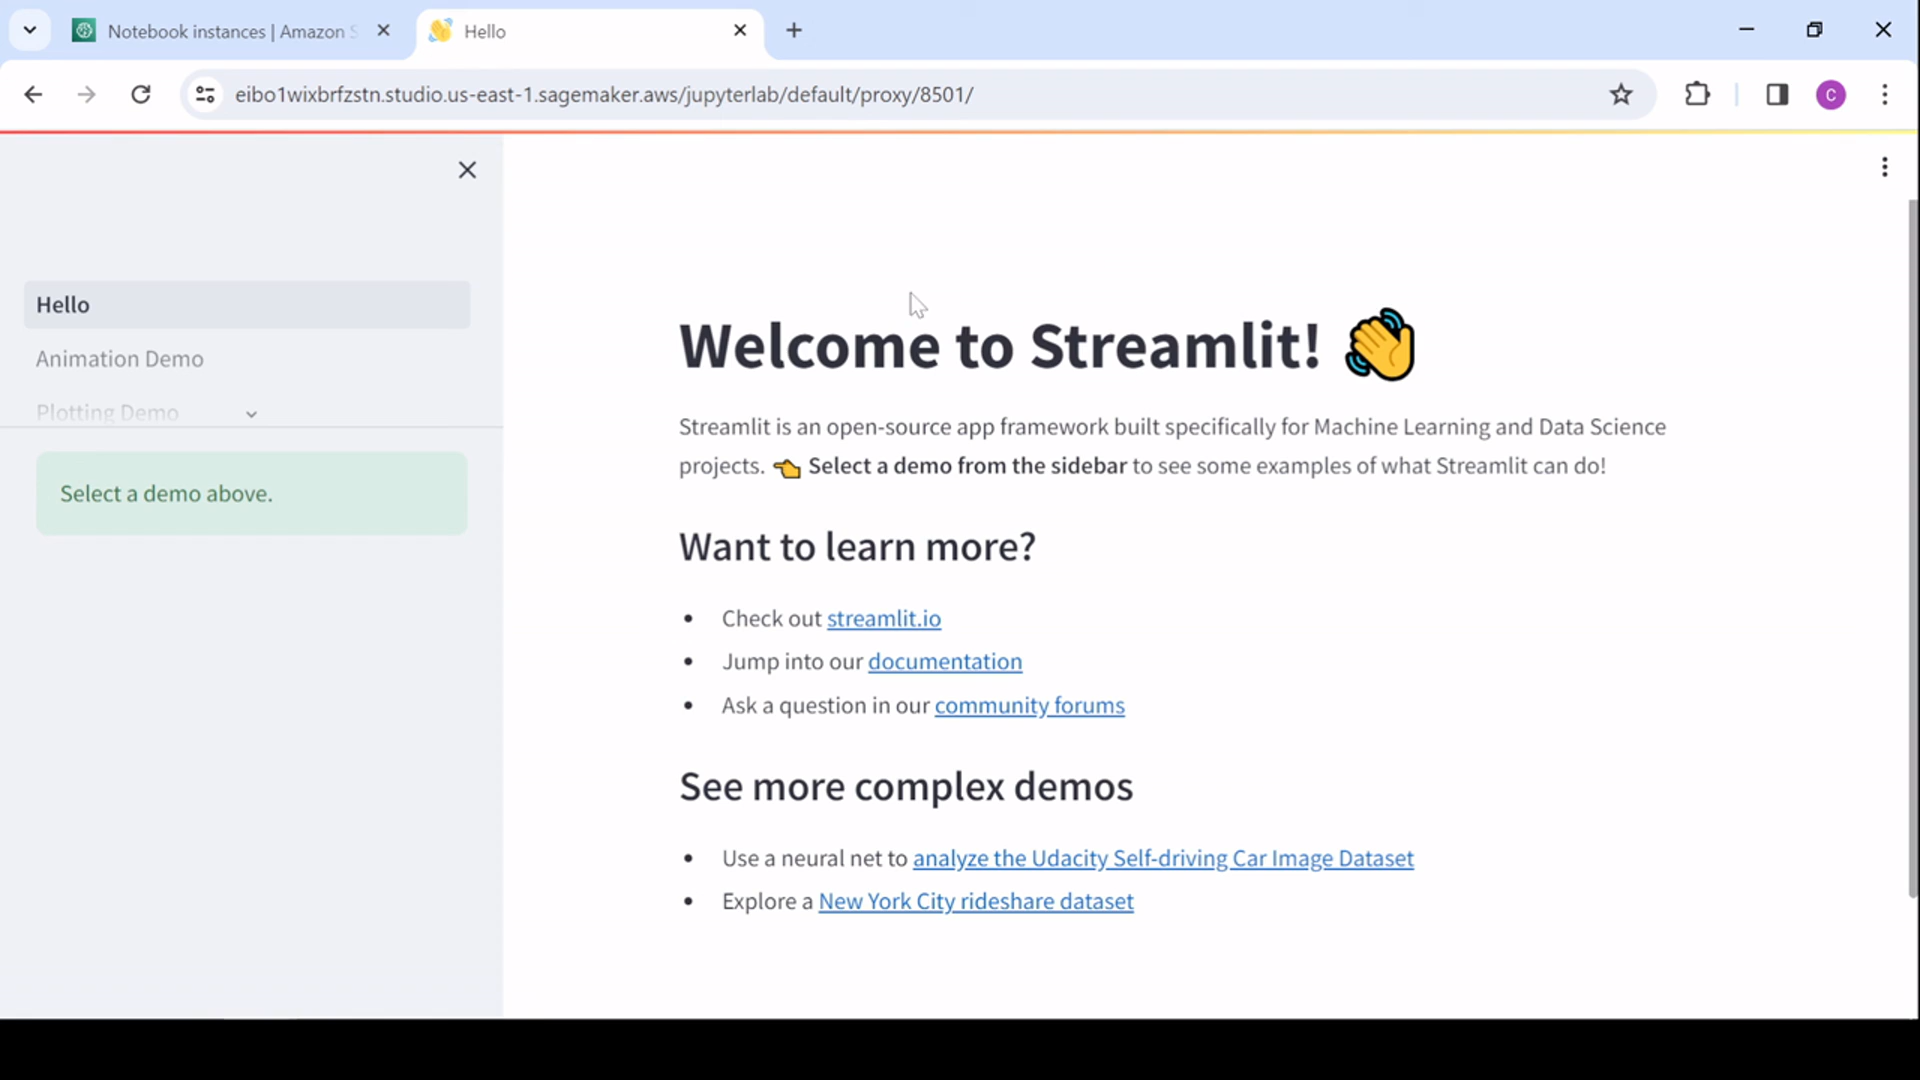 Notebook instances | Amazon S
Hello
eibo1wixbrfzstn.studio.us-east-1.sagemaker.aws/jupyterlab/default/proxy/8501/
C
Hello
Animation Demo
Plotting Demo
Select a demo above.
Welcome to Streamlit! 👋
Streamlit is an open-source app framework built specifically for Machine Learning and Data Science
projects. 👈 Select a demo from the sidebar to see some examples of what Streamlit can do!
Want to learn more?
• Check out streamlit.io
• Jump into our documentation
• Ask a question in our community forums
See more complex demos
• Use a neural net to analyze the Udacity Self-driving Car Image Dataset
• Explore a New York City rideshare dataset